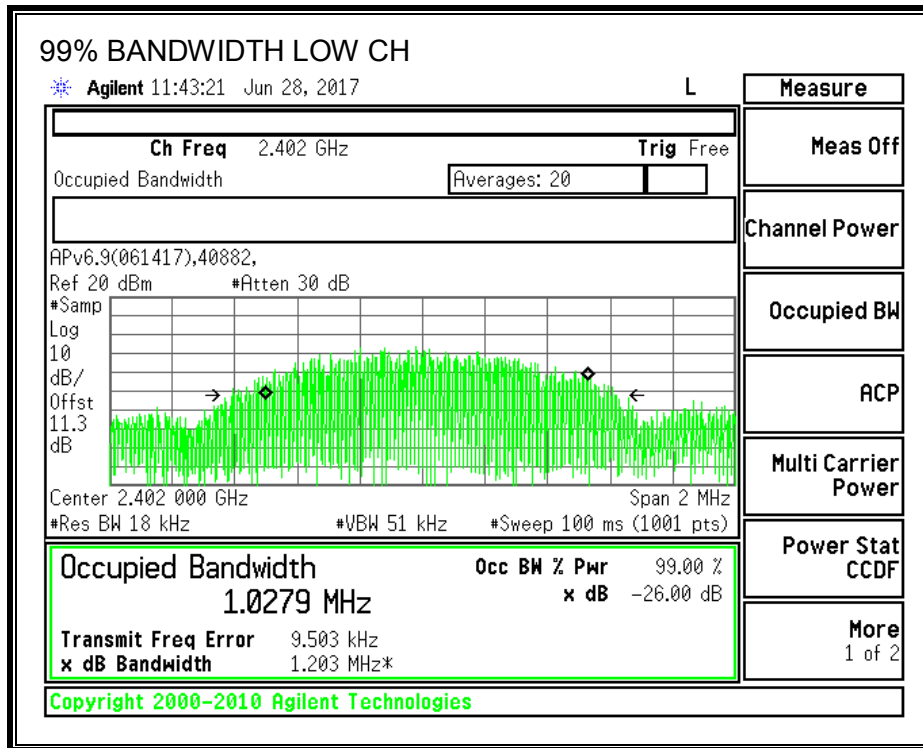 99% BANDWIDTH LOW CH
Agilent 11:43:21 Jun 28, 2017 L
Ch Freq 2.402 GHz Trig Free
Occupied Bandwidth Averages: 20
APv6.9(061417),40882,
Ref 20 dBm #Atten 30 dB
#Samp
Log
10
dB/
Offst
11.3
dB
Center 2.402 000 GHz Span 2 MHz
#Res BW 18 kHz #VBW 51 kHz #Sweep 100 ms (1001 pts)
Occupied Bandwidth Occ BW % Pwr 99.00 %
1.0279 MHz x dB -26.00 dB
Transmit Freq Error 9.503 kHz
x dB Bandwidth 1.203 MHz*
Copyright 2000-2010 Agilent Technologies
Measure
Meas Off
Channel Power
Occupied BW
ACP
Multi Carrier
Power
Power Stat
CCDF
More
1 of 2